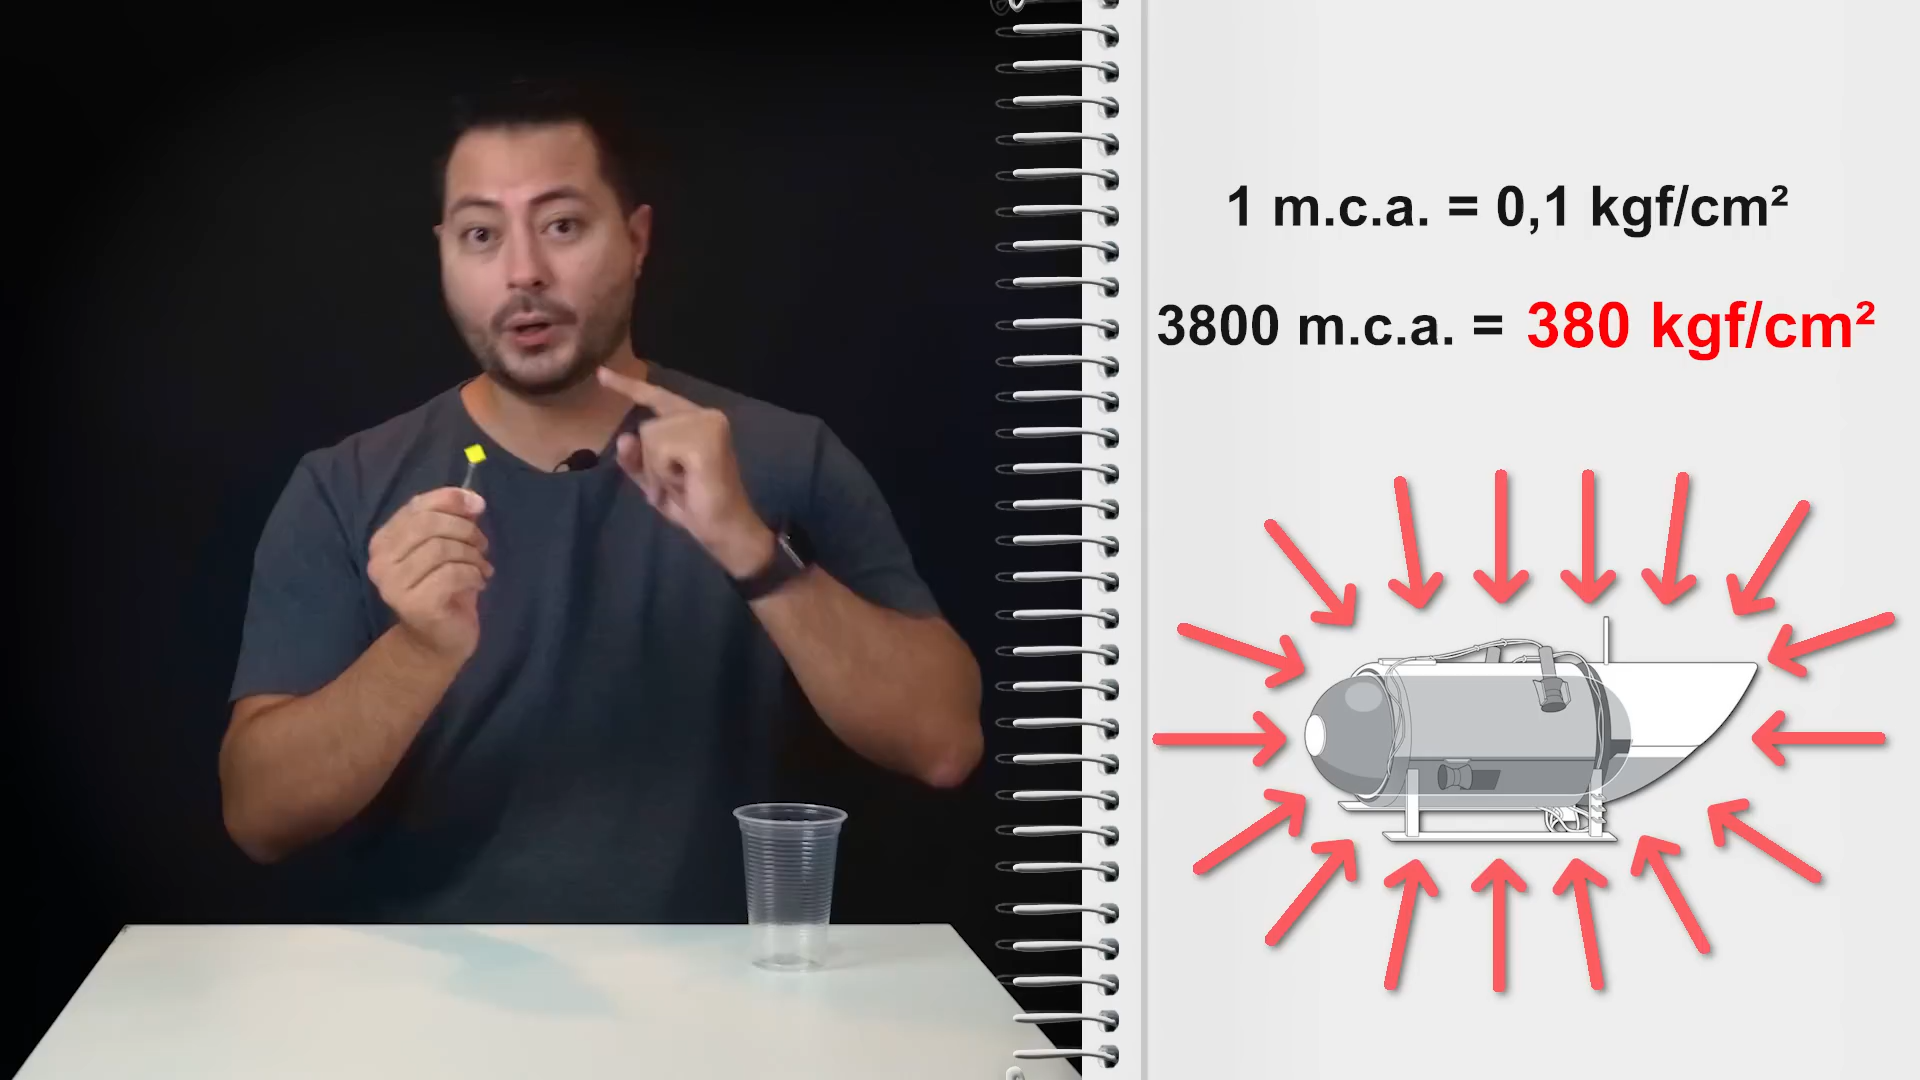 1 m.c.a. = 0,1 kgf/cm²
3800 m.c.a. = 380 kgf/cm²